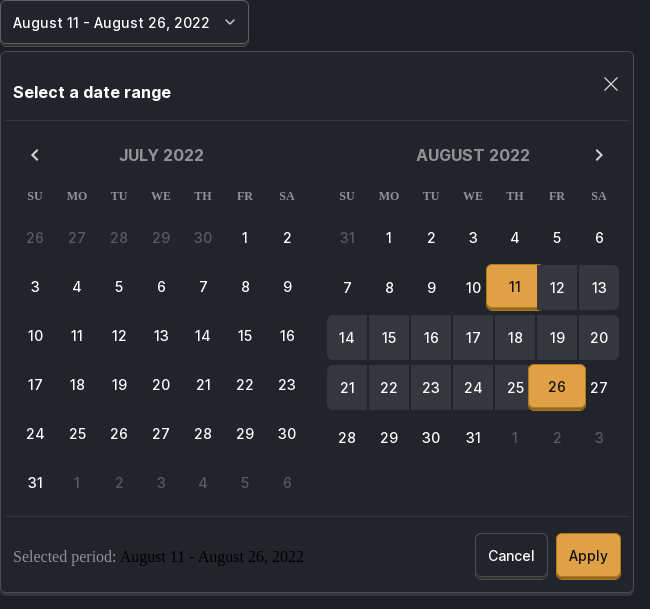 August 11 - August 26, 2022
Select a date range
JULY 2022 AUGUST 2022
SU MO TU WE TH FR SA SU MO TU WE TH FR SA
26 27 28 29 30 1 2 31 1 2 3 4 5 6
3 4 5 6 7 8 9 7 8 9 10 11 12 13
10 11 12 13 14 15 16 14 15 16 17 18 19 20
17 18 19 20 21 22 23 21 22 23 24 25 26 27
24 25 26 27 28 29 30 28 29 30 31 1 2 3
31 1 2 3 4 5 6
Selected period: August 11 - August 26, 2022 Cancel Apply